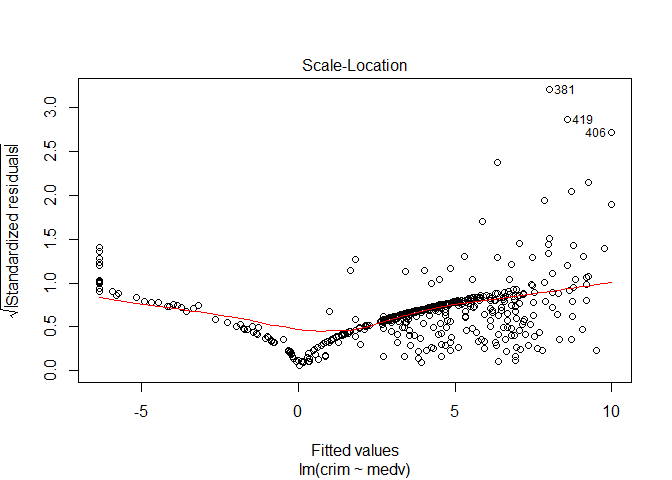 Scale-Location
√|Standardized residuals|
3.0
2.5
2.0
1.5
1.0
0.5
0.0
381
419
406
-5 0 5 10
Fitted values
lm(crim ~ medv)